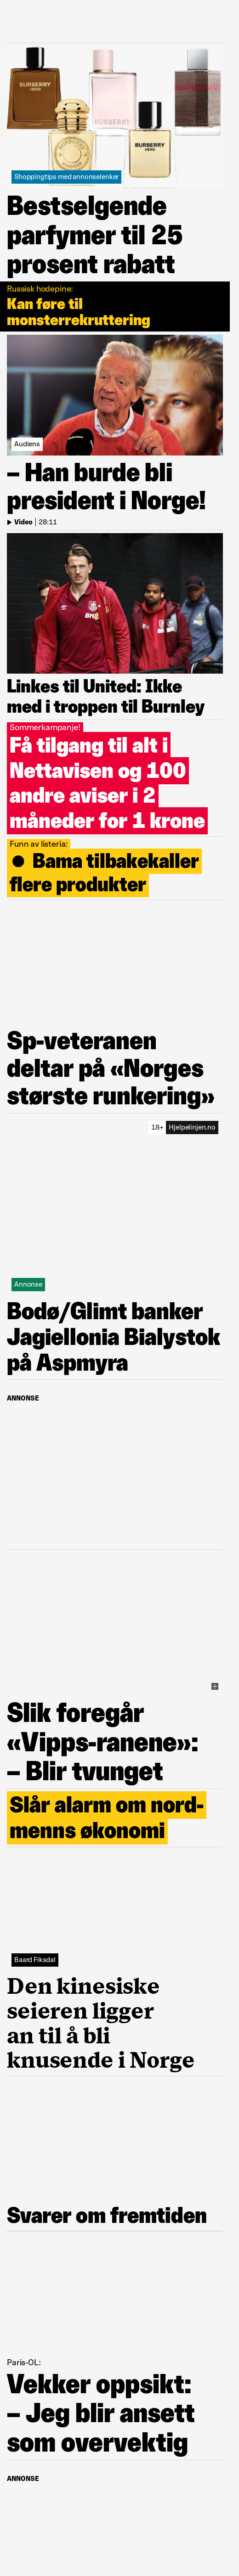 BURBERRY
HERO
BURBERRY
BURBERRY
BURBERRY
HERO
Shoppingtips med annonselenker
Bestselgende
parfymer til 25
prosent rabatt
Russisk hodepine:
Kan føre til
monsterrekruttering
Audiens
– Han burde bli
president i Norge!
Video | 28:11
Linkes til United: Ikke
med i troppen til Burnley
Sommerkampanje!
Få tilgang til alt i
Nettavisen og 100
andre aviser i 2
måneder for 1 krone
Funn av listeria:
● Bama tilbakekaller
flere produkter
Sp-veteranen
deltar på «Norges
største runkering»
18+ Hjelpelinjen.no
Annonse
Bodø/Glimt banker
Jagiellonia Bialystok
på Aspmyra
ANNONSE
Slik foregår
«Vipps-ranene»:
– Blir tvunget
Slår alarm om nord-
menns økonomi
Baard Fiksdal
Den kinesiske
seieren ligger
an til å bli
knusende i Norge
Svarer om fremtiden
Paris-OL:
Vekker oppsikt:
– Jeg blir ansett
som overvektig
ANNONSE